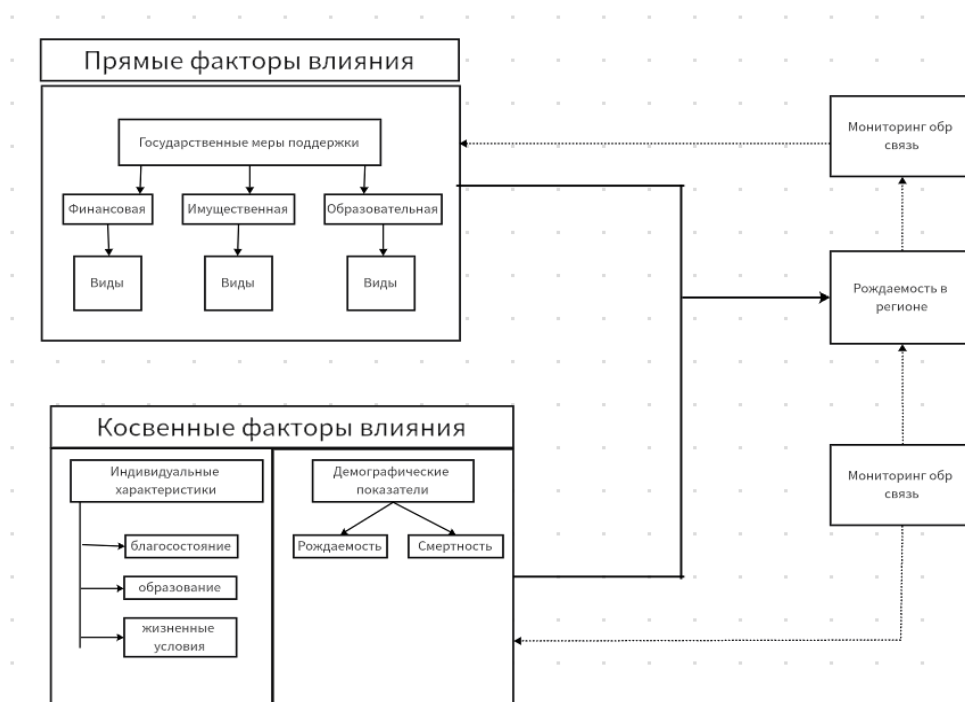 Прямые факторы влияния
Государственные меры поддержки
Финансовая
Имущественная
Образовательная
Виды
Виды
Виды
Мониторинг обр
связь
Рождаемость в
регионе
Мониторинг обр
связь
Косвенные факторы влияния
Индивидуальные
характеристики
благосостояние
образование
жизненные
условия
Демографические
показатели
Рождаемость
Смертность